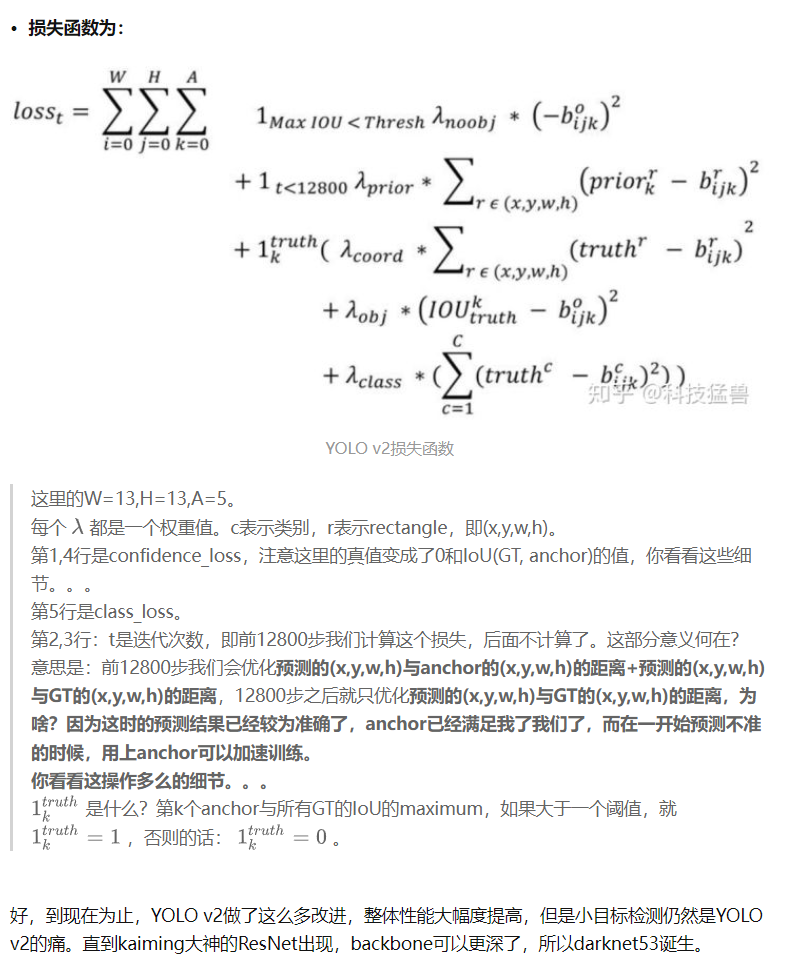 • 损失函数为：
loss_t = \sum_{i=0}^{W} \sum_{j=0}^{H} \sum_{k=0}^{A} 1_{Max IOU < Thresh} λ_{noobj} * (-b_{ijk}^{o})^2
+ 1_{t<12800} λ_{prior} * \sum_{r ϵ (x,y,w,h)} (prior_k^r - b_{ijk}^r)^2
+ 1_k^{truth} ( λ_{coord} * \sum_{r ϵ (x,y,w,h)} (truth^r - b_{ijk}^r)^2
+ λ_{obj} * (IOU_{truth}^k - b_{ijk}^o)^2
+ λ_{class} * (\sum_{c=1}^{C} (truth^c - b_{ijk}^c)^2))
知乎 @科技猛兽
YOLO v2损失函数
这里的W=13,H=13,A=5。
每个 λ 都是一个权重值。c表示类别，r表示rectangle，即(x,y,w,h)。
第1,4行是confidence_loss，注意这里的真值变成了0和IoU(GT, anchor)的值，你看看这些细
节。。。
第5行是class_loss。
第2,3行：t是迭代次数，即前12800步我们计算这个损失，后面不计算了。这部分意义何在？
意思是：前12800步我们会优化预测的(x,y,w,h)与anchor的(x,y,w,h)的距离+预测的(x,y,w,h)
与GT的(x,y,w,h)的距离，12800步之后就只优化预测的(x,y,w,h)与GT的(x,y,w,h)的距离，为
啥？因为这时的预测结果已经较为准确了，anchor已经满足我了我们了，而在一开始预测不准
的时候，用上anchor可以加速训练。
你看看这操作多么的细节。。。
1_k^{truth} 是什么？第k个anchor与所有GT的IoU的maximum，如果大于一个阈值，就
1_k^{truth} = 1 ，否则的话： 1_k^{truth} = 0 。
好，到现在为止，YOLO v2做了这么多改进，整体性能大幅度提高，但是小目标检测仍然是YOLO
v2的痛。直到kaiming大神的ResNet出现，backbone可以更深了，所以darknet53诞生。